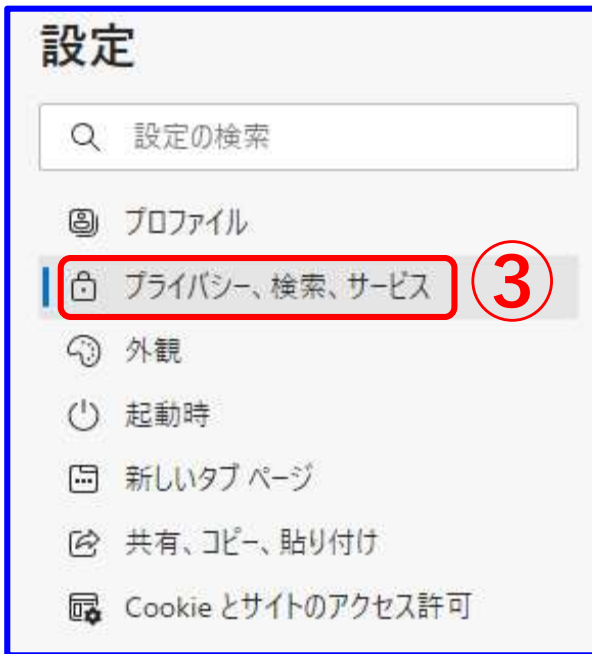 設定
設定の検索
プロファイル
プライバシー、検索、サービス ③
外観
起動時
新しいタブ ページ
共有、コピー、貼り付け
Cookie とサイトのアクセス許可